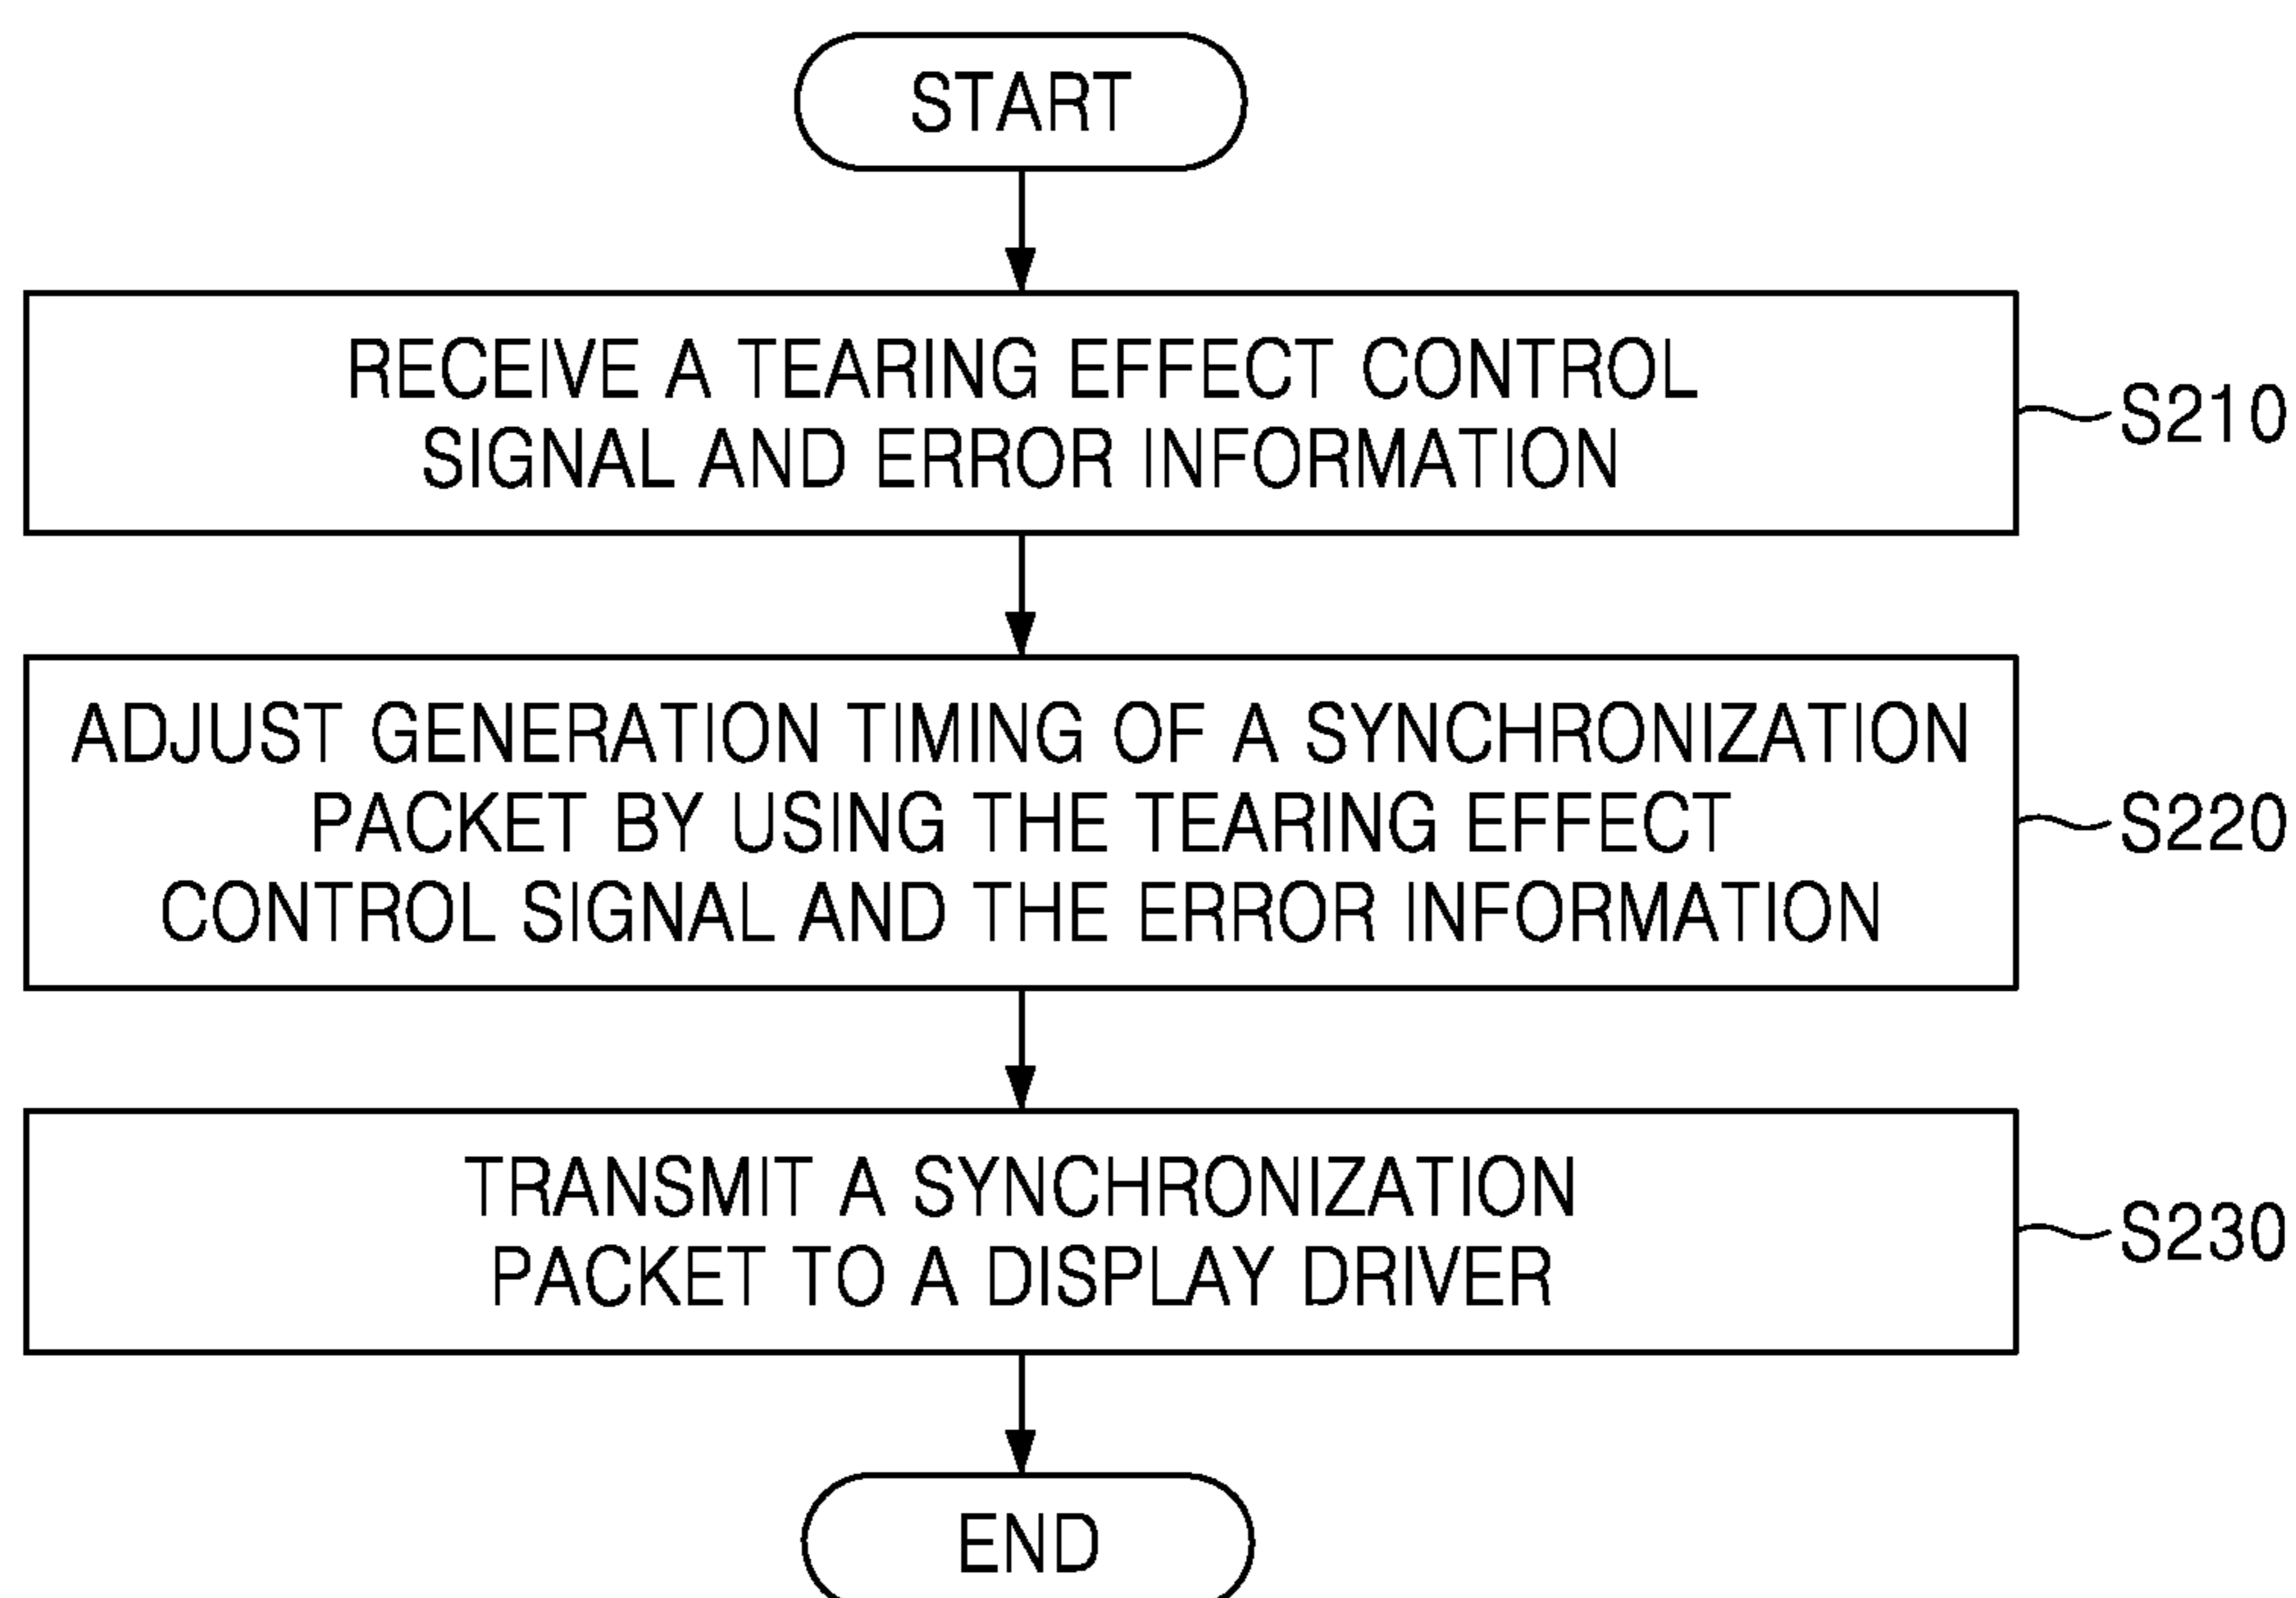 START
RECEIVE A TEARING EFFECT CONTROL
SIGNAL AND ERROR INFORMATION
S210
ADJUST GENERATION TIMING OF A SYNCHRONIZATION
PACKET BY USING THE TEARING EFFECT
CONTROL SIGNAL AND THE ERROR INFORMATION
S220
TRANSMIT A SYNCHRONIZATION
PACKET TO A DISPLAY DRIVER
S230
END